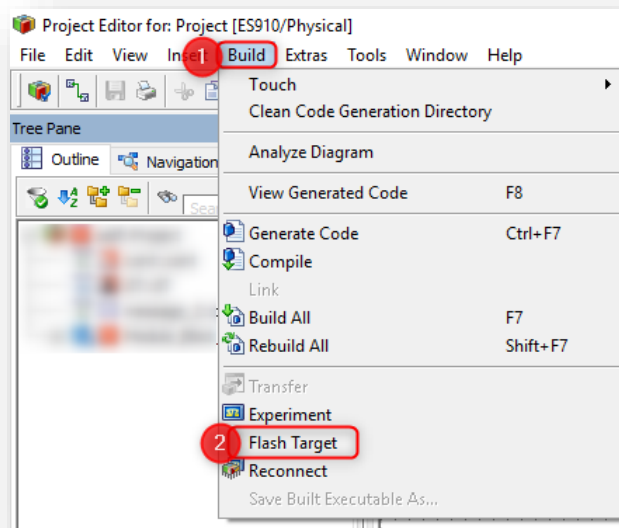 Project Editor for: Project [ES910/Physical]
File Edit View Insert 1 Build Extras Tools Window Help
Touch
Clean Code Generation Directory
Tree Pane
Analyze Diagram
Outline Navigation
View Generated Code F8
Generate Code Ctrl+F7
Compile
Link
Build All F7
Rebuild All Shift+F7
Transfer
Experiment
2 Flash Target
Reconnect
Save Built Executable As...